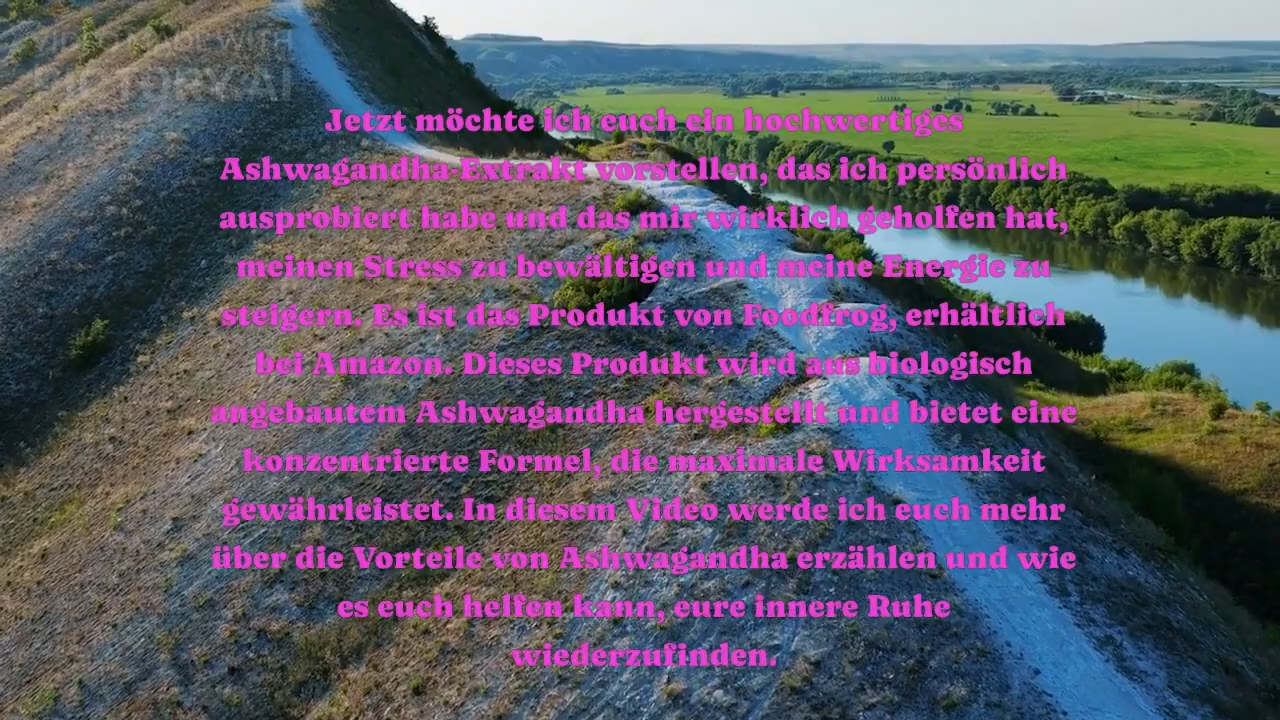 MADE WITH
PICTORY.AI
Jetzt möchte ich euch ein hochwertiges
Ashwagandha-Extrakt vorstellen, das ich persönlich
ausprobiert habe und das mir wirklich geholfen hat,
meinen Stress zu bewältigen und meine Energie zu
steigern. Es ist das Produkt von Foodfrog, erhältlich
bei Amazon. Dieses Produkt wird aus biologisch
angebautem Ashwagandha hergestellt und bietet eine
konzentrierte Formel, die maximale Wirksamkeit
gewährleistet. In diesem Video werde ich euch mehr
über die Vorteile von Ashwagandha erzählen und wie
es euch helfen kann, eure innere Ruhe
wiederzufinden.